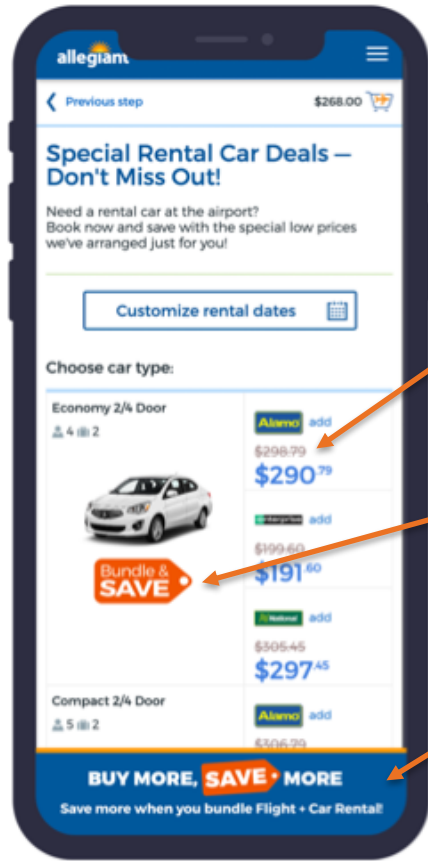 allegiant
Previous step
$268.00
Special Rental Car Deals —
Don't Miss Out!
Need a rental car at the airport?
Book now and save with the special low prices
we've arranged just for you!
Customize rental dates
Choose car type:
Economy 2/4 Door
4 2
Alamo add
$298.79
$290.79
enterprise add
$199.60
$191.60
National add
$305.45
$297.45
Bundle &
SAVE
Compact 2/4 Door
5 2
Alamo add
$306.79
BUY MORE, SAVE MORE
Save more when you bundle Flight + Car Rental!